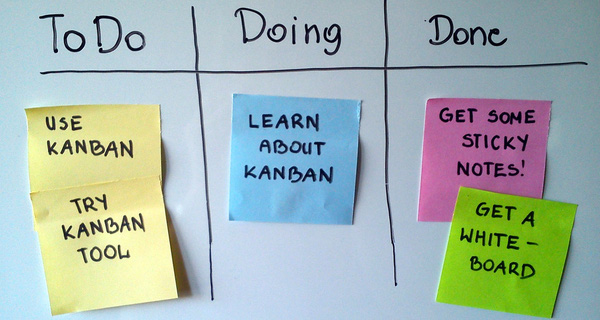 To Do
Doing
Done
USE
KANBAN
TRY
KANBAN
TOOL
LEARN
ABOUT
KANBAN
GET SOME
STICKY
NOTES!
GET A
WHITE-
BOARD